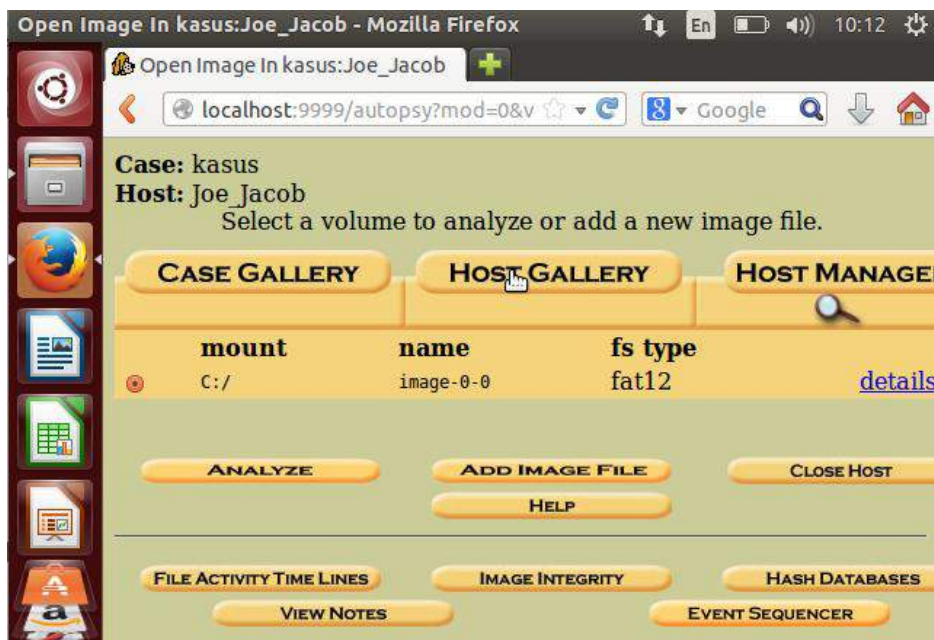 Open Image In kasus:Joe_Jacob - Mozilla Firefox En 10:12
Open Image In kasus:Joe_Jacob
localhost:9999/autopsy?mod=0&v 8 Google
Case: kasus
Host: Joe_Jacob
Select a volume to analyze or add a new image file.
CASE GALLERY HOST GALLERY HOST MANAGE
mount name fs type
C:/ image-0-0 fat12 details
ANALYZE ADD IMAGE FILE CLOSE HOST
HELP
FILE ACTIVITY TIME LINES IMAGE INTEGRITY HASH DATABASES
VIEW NOTES EVENT SEQUENCER
a